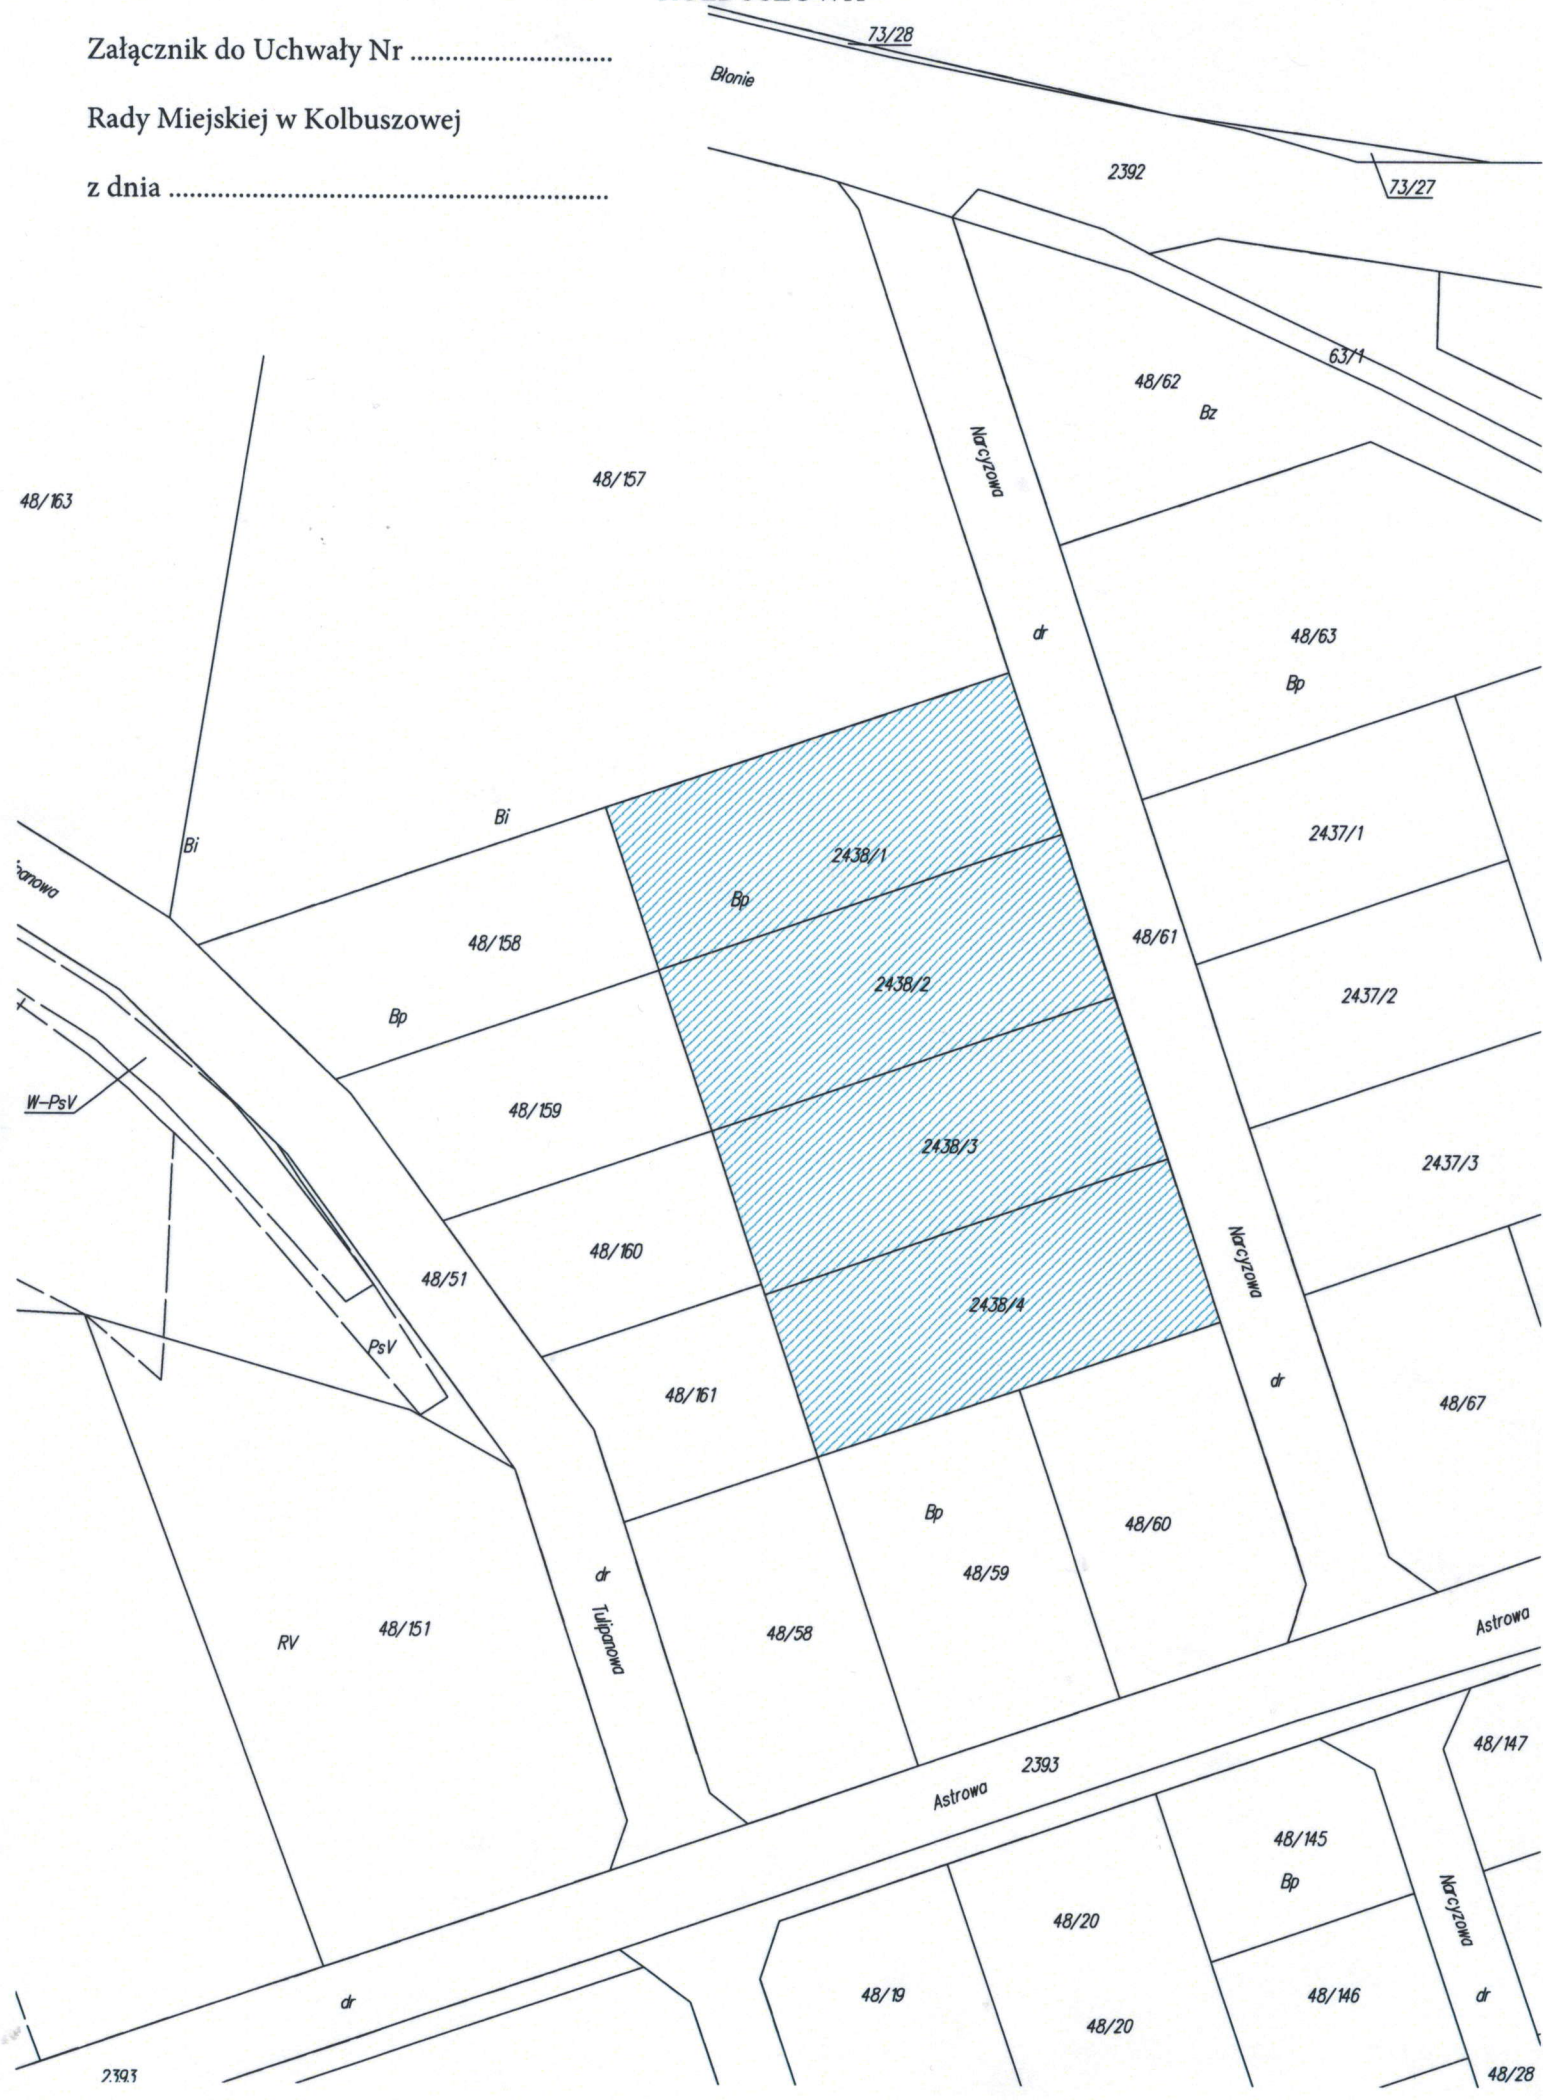 Załącznik do Uchwały Nr ................................
Rady Miejskiej w Kolbuszowej
z dnia ......................................................................
73/28
Błonie
2392
73/27
63/1
48/62
Bz
Narcyzowa
48/157
48/163
dr
48/63
Bp
Bi
Bi
2437/1
2438/1
Bp
48/158
48/61
2438/2
2437/2
Bp
W-PsV
48/159
2438/3
2437/3
48/160
48/51
Narcyzowa
2438/4
PsV
dr
48/161
48/67
Bp
48/60
48/59
dr
Tulipanowa
RV
48/151
48/58
Astrowa
48/147
2393
Astrowa
48/145
Bp
Narcyzowa
48/20
48/19
48/146
dr
dr
48/20
2393
48/28